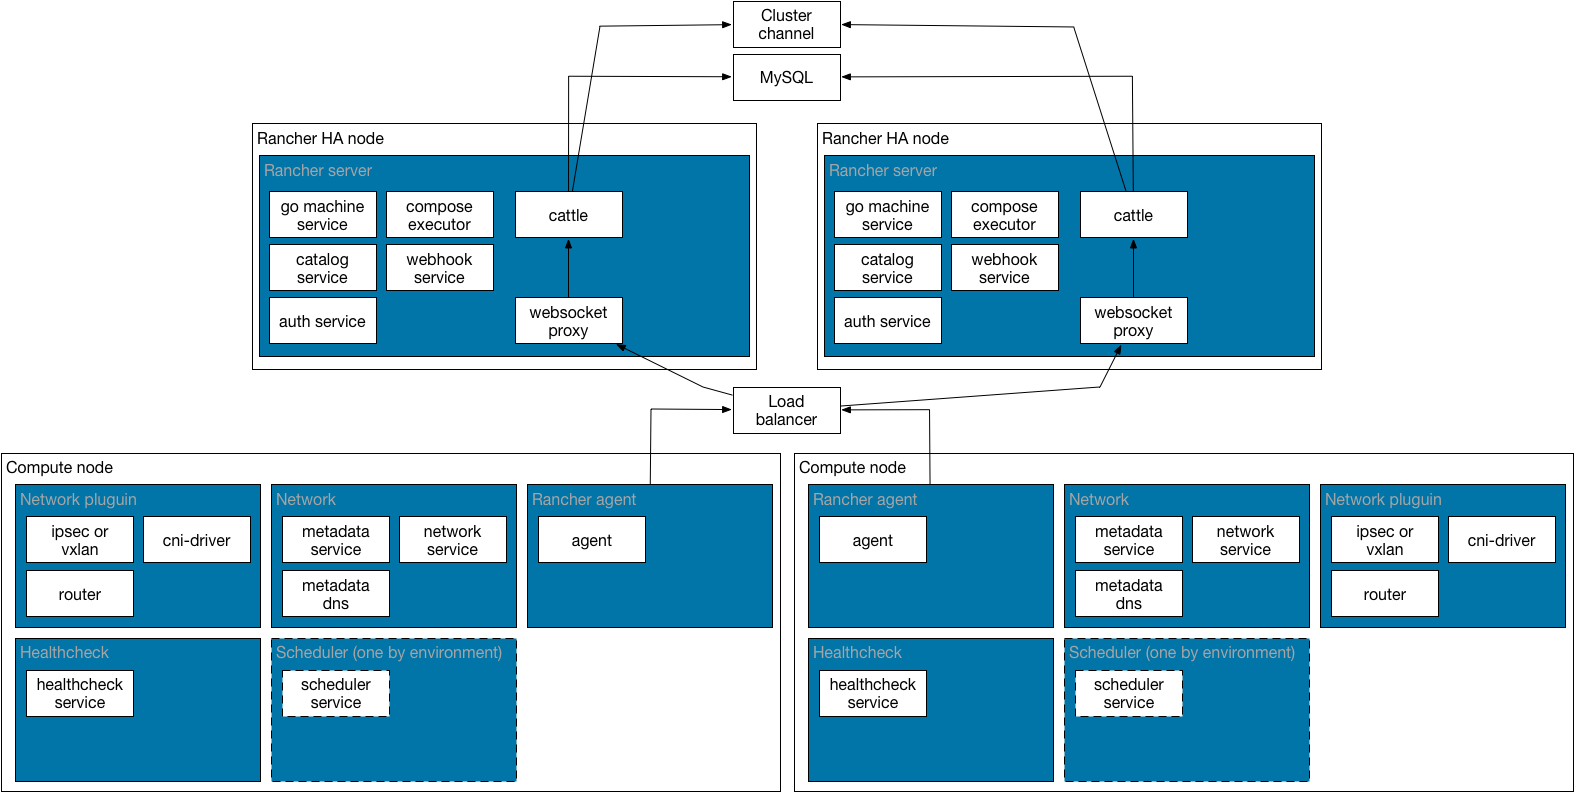 Cluster
channel
MySQL
Rancher HA node
Rancher server
go machine
service
compose
executor
cattle
catalog
service
webhook
service
auth service
websocket
proxy
Rancher HA node
Rancher server
go machine
service
compose
executor
cattle
catalog
service
webhook
service
auth service
websocket
proxy
Load
balancer
Compute node
Network pluguin
ipsec or
vxlan
cni-driver
router
Network
metadata
service
network
service
metadata
dns
Rancher agent
agent
Healthcheck
healthcheck
service
Scheduler (one by environment)
scheduler
service
Compute node
Rancher agent
agent
Network
metadata
service
network
service
metadata
dns
Network pluguin
ipsec or
vxlan
cni-driver
router
Healthcheck
healthcheck
service
Scheduler (one by environment)
scheduler
service